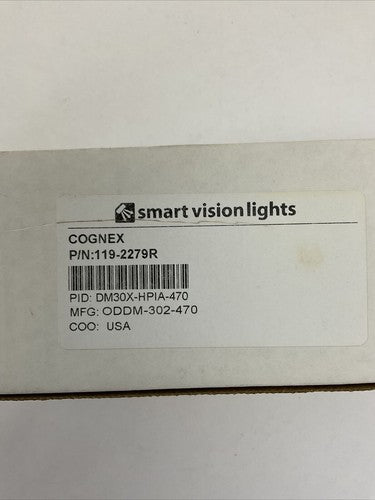 smart vision lights
COGNEX
P/N:119-2279R
PID: DM30X-HPIA-470
MFG: ODDM-302-470
COO: USA